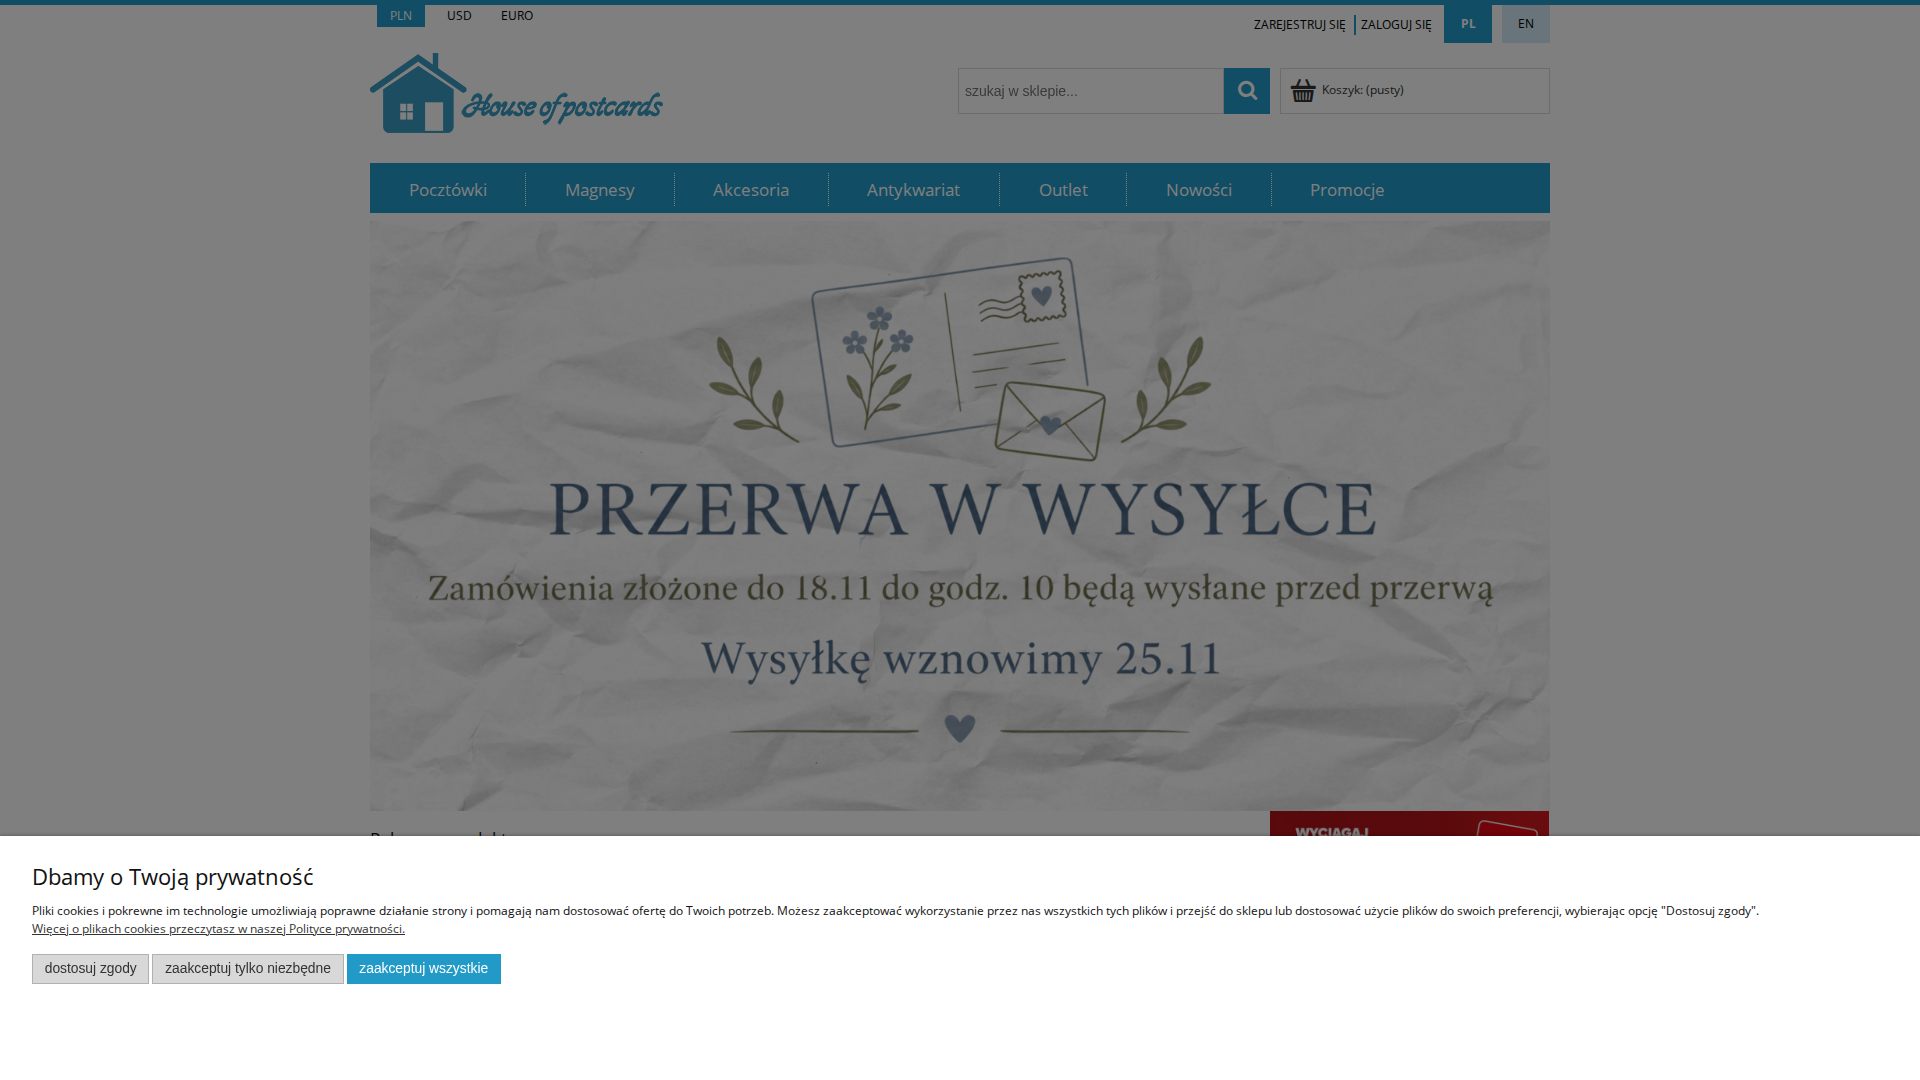 PLN USD EURO
ZAREJESTRUJ SIĘ ZALOGUJ SIĘ PL EN
House of postcards
szukaj w sklepie...
Koszyk: (pusty)
Pocztówki Magnesy Akcesoria Antykwariat Outlet Nowości Promocje
PRZERWA W WYSYŁCE
Zamówienia złożone do 18.11 do godz. 10 będą wysłane przed przerwą
Wysyłkę wznowimy 25.11
WYCIĄGAJ
Dbamy o Twoją prywatność
Pliki cookies i pokrewne im technologie umożliwiają poprawne działanie strony i pomagają nam dostosować ofertę do Twoich potrzeb. Możesz zaakceptować wykorzystanie przez nas wszystkich tych plików i przejść do sklepu lub dostosować użycie plików do swoich preferencji, wybierając opcję "Dostosuj zgody".
Więcej o plikach cookies przeczytasz w naszej Polityce prywatności.
dostosuj zgody zaakceptuj tylko niezbędne zaakceptuj wszystkie